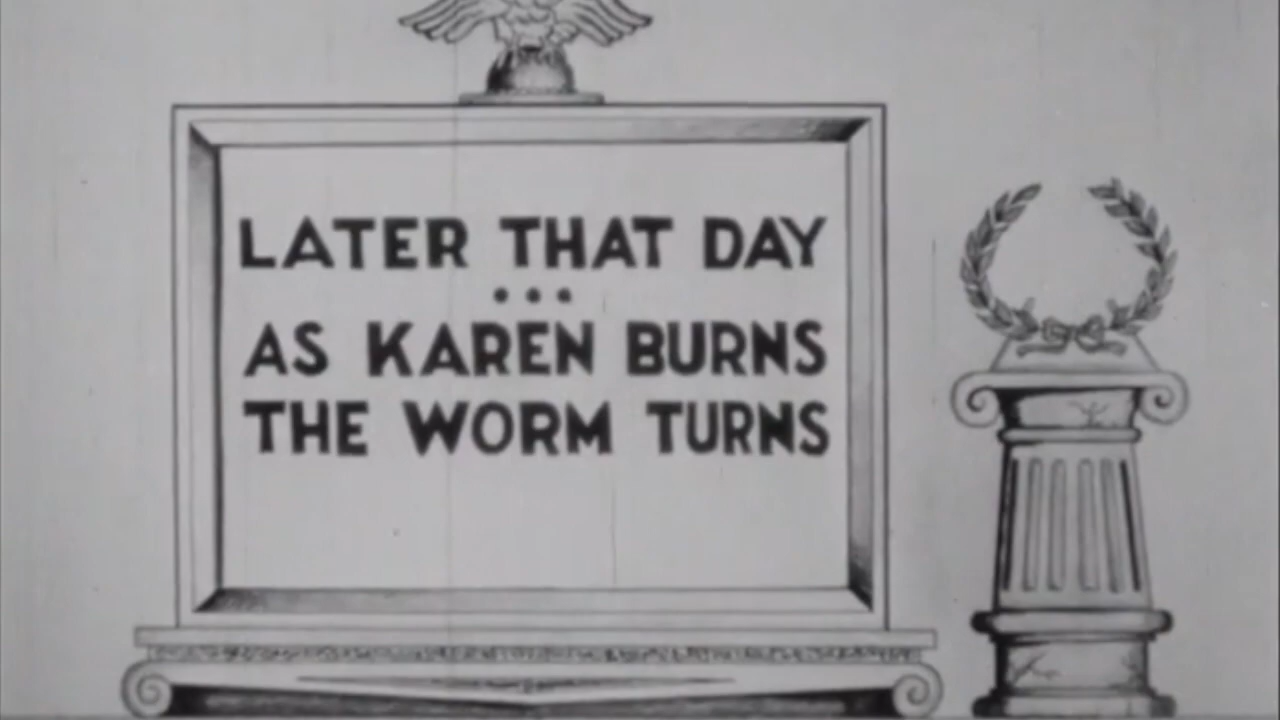 LATER THAT DAY
...
AS KAREN BURNS
THE WORM TURNS